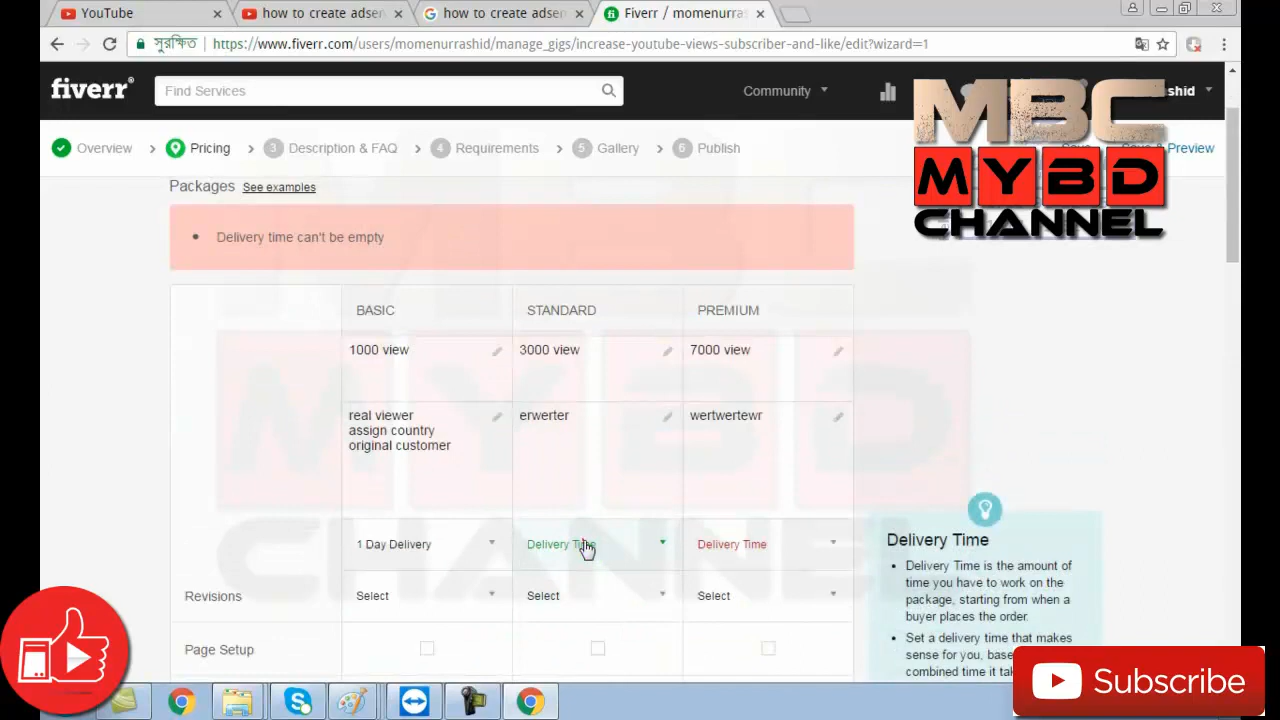 YouTube
how to create adsen
how to create adsen
Fiverr / momenurras
সুরক্ষিত
https://www.fiverr.com/users/momenurrashid/manage_gigs/increase-youtube-views-subscriber-and-like/edit?wizard=1
fiverr®
Find Services
Community
ashid
MBC
MYBD
CHANNEL
Overview
Pricing
3 Description & FAQ
4 Requirements
5 Gallery
6 Publish
Save
Save & Preview
Packages See examples
• Delivery time can't be empty
BASIC STANDARD PREMIUM
1000 view 3000 view 7000 view
real viewer erwerter wertwertewr
assign country
original customer
1 Day Delivery Delivery Time Delivery Time
Revisions Select Select Select
Page Setup
MYBD
CHANNEL
Delivery Time
• Delivery Time is the amount of
time you have to work on the
package, starting from when a
buyer places the order.
• Set a delivery time that makes
sense for you, base
combined time it tak
Subscribe